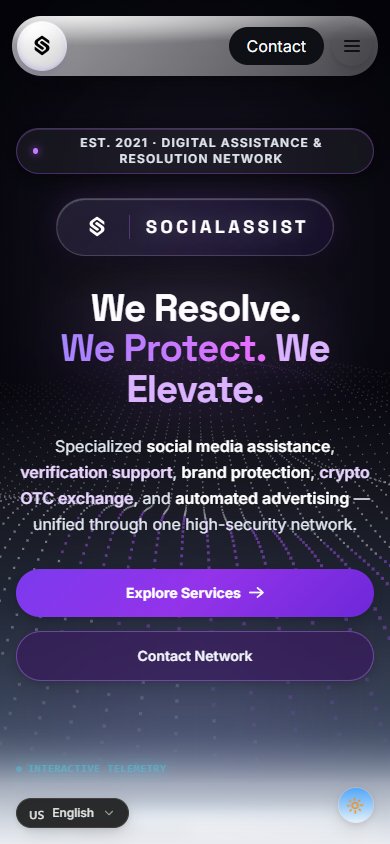 Contact
EST. 2021 · DIGITAL ASSISTANCE &
RESOLUTION NETWORK
SOCIALASSIST
We Resolve.
We Protect. We
Elevate.
Specialized social media assistance,
verification support, brand protection, crypto
OTC exchange, and automated advertising —
unified through one high-security network.
Explore Services →
Contact Network
INTERACTIVE TELEMETRY
US English